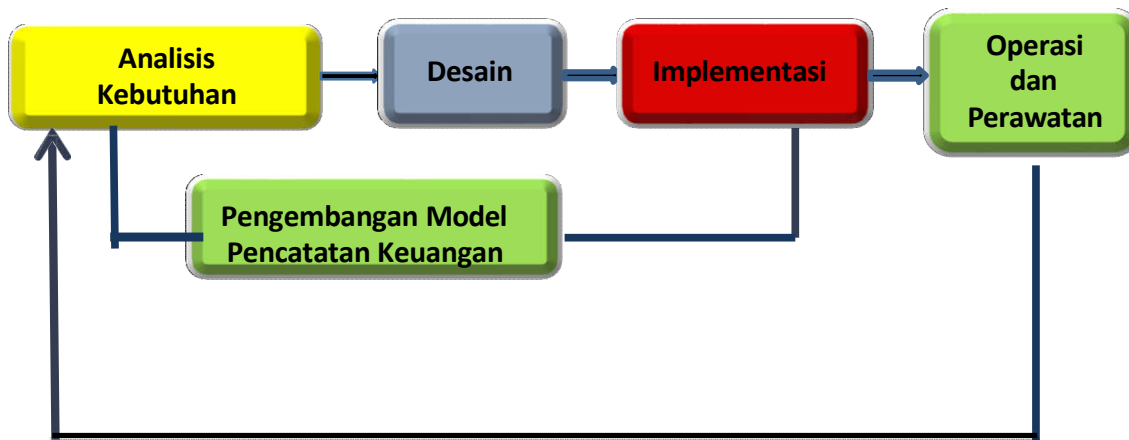 Analisis
Kebutuhan
Desain
Implementasi
Operasi
dan
Perawatan
Pengembangan Model
Pencatatan Keuangan